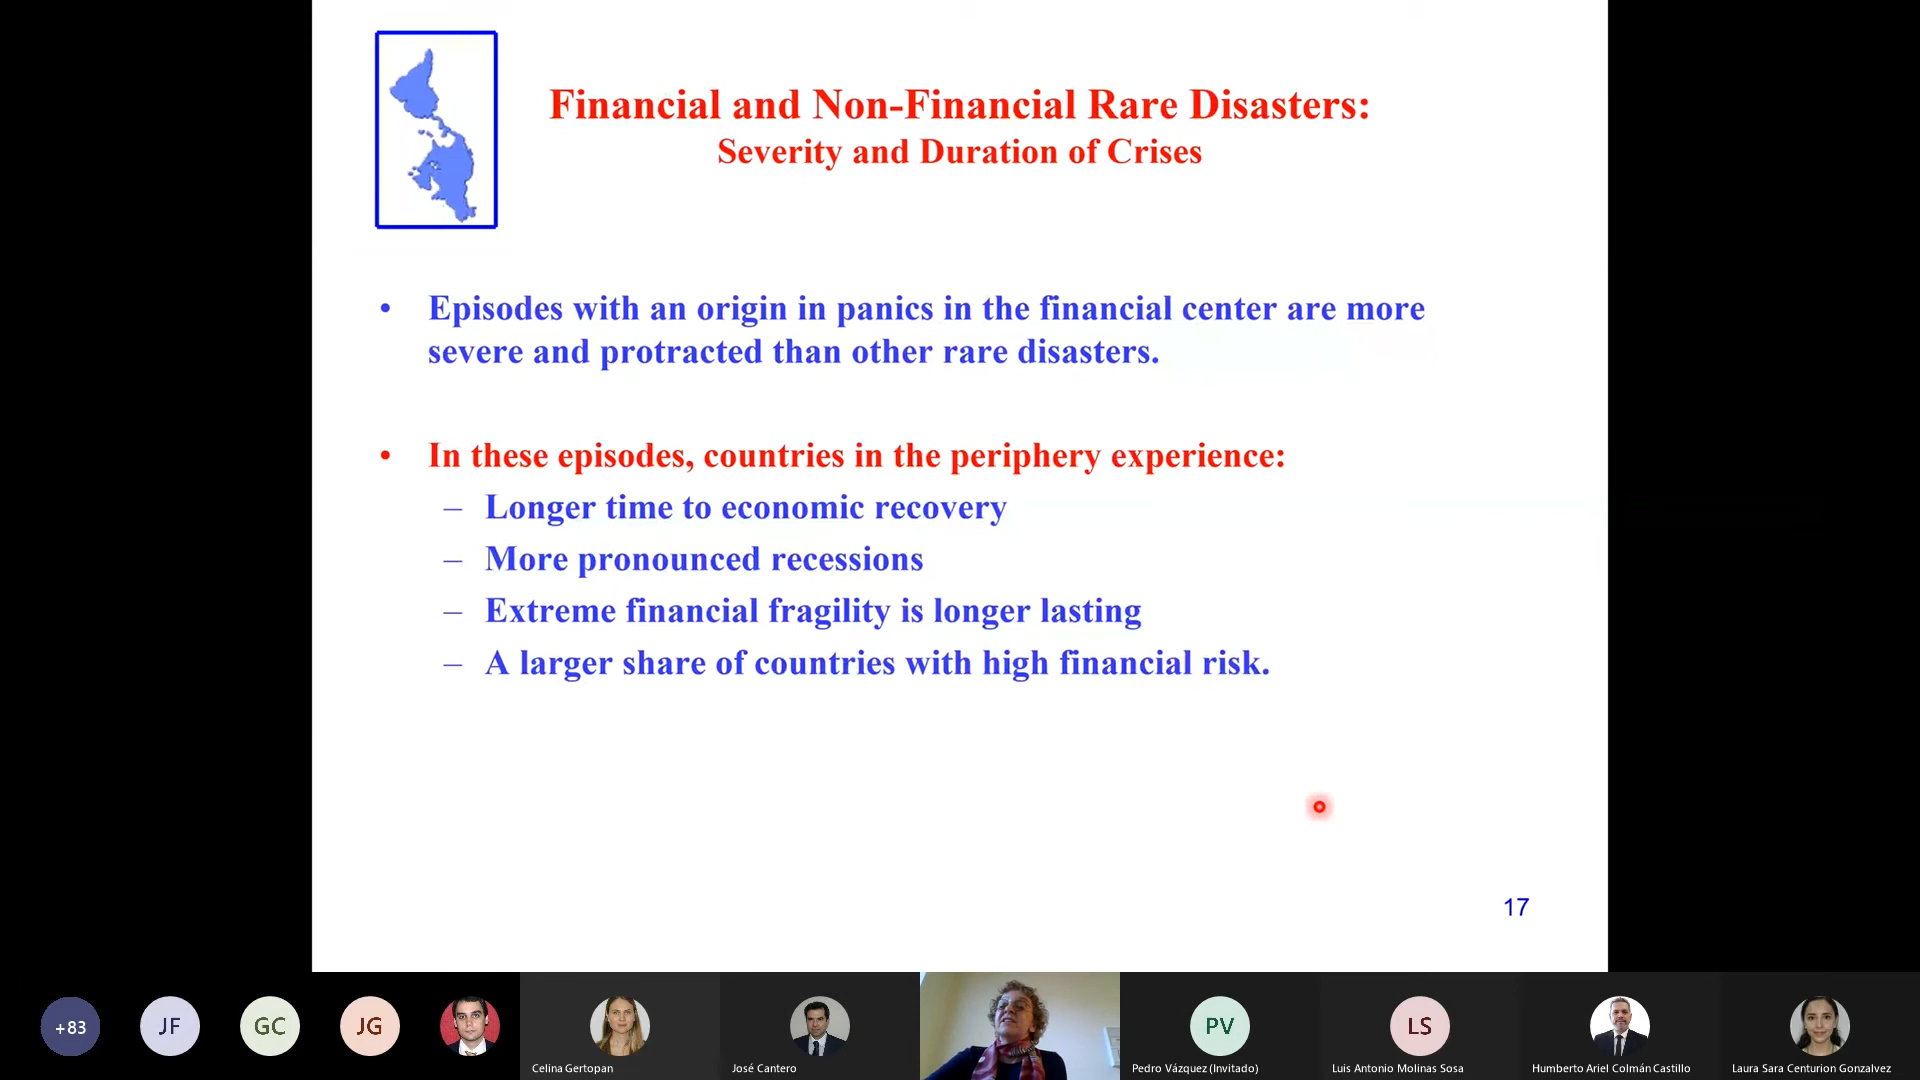 Financial and Non-Financial Rare Disasters:
Severity and Duration of Crises
• Episodes with an origin in panics in the financial center are more
severe and protracted than other rare disasters.
• In these episodes, countries in the periphery experience:
– Longer time to economic recovery
– More pronounced recessions
– Extreme financial fragility is longer lasting
– A larger share of countries with high financial risk.
17
+83
JF
GC
JG
Celina Gertopan
José Cantero
PV
Pedro Vázquez (Invitado)
LS
Luis Antonio Molinas Sosa
Humberto Ariel Colmán Castillo
Laura Sara Centurion Gonzalvez